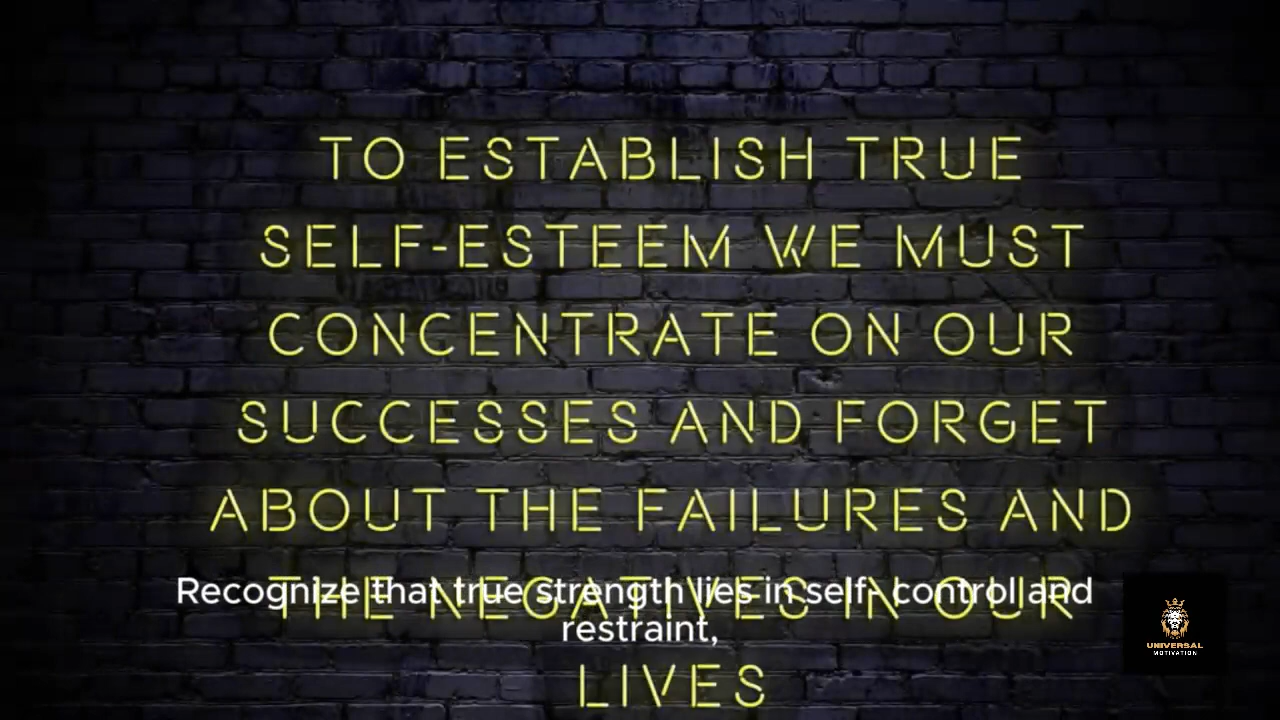 TO ESTABLISH TRUE
SELF-ESTEEM WE MUST
CONCENTRATE ON OUR
SUCCESSES AND FORGET
ABOUT THE FAILURES AND
THE NEGATIVES IN OUR
Recognize that true strength lies in self- control and
restraint,
LIVES
UNIVERSAL
MOTIVATION